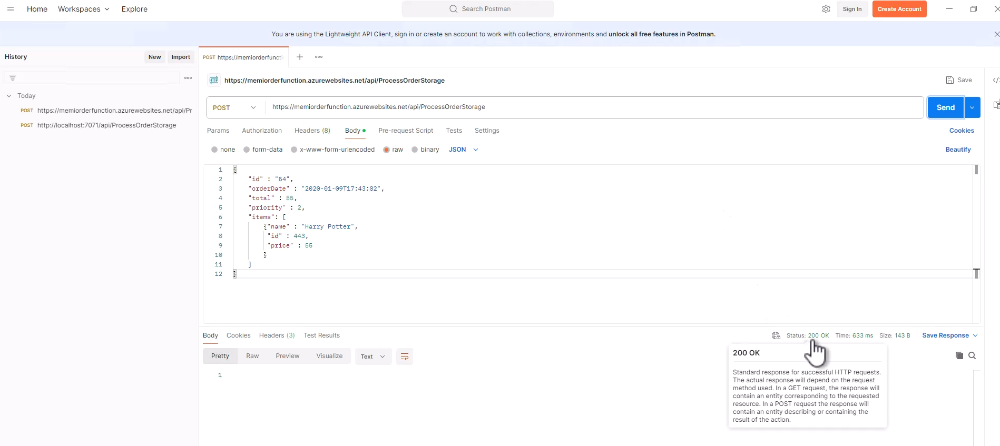 Home Workspaces Explore
Search Postman
Sign In Create Account
You are using the Lightweight API Client, sign in or create an account to work with collections, environments and unlock all free features in Postman.
History
New Import
POST https://memiorderfuncti
Today
POST https://memiorderfunction.azurewebsites.net/api/Pr
POST http://localhost:7071/api/ProcessOrderStorage
HTTP https://memiorderfunction.azurewebsites.net/api/ProcessOrderStorage
Save
POST https://memiorderfunction.azurewebsites.net/api/ProcessOrderStorage
Send
Params Authorization Headers (8) Body Pre-request Script Tests Settings
Cookies
none form-data x-www-form-urlencoded raw binary JSON
Beautify
1 {
2 "id" : "54",
3 "orderDate" : "2020-01-09T17:43:02",
4 "total" : 55,
5 "priority" : 2,
6 "items": [
7 {"name" : "Harry Potter",
8 "id" : 443,
9 "price" : 55
10 }
11 ]
12 }
Body Cookies Headers (3) Test Results
Status: 200 OK Time: 633 ms Size: 143 B Save Response
Pretty Raw Preview Visualize Text
1
200 OK
Standard response for successful HTTP requests.
The actual response will depend on the request
method used. In a GET request, the response will
contain an entity corresponding to the requested
resource. In a POST request the response will
contain an entity describing or containing the
result of the action.